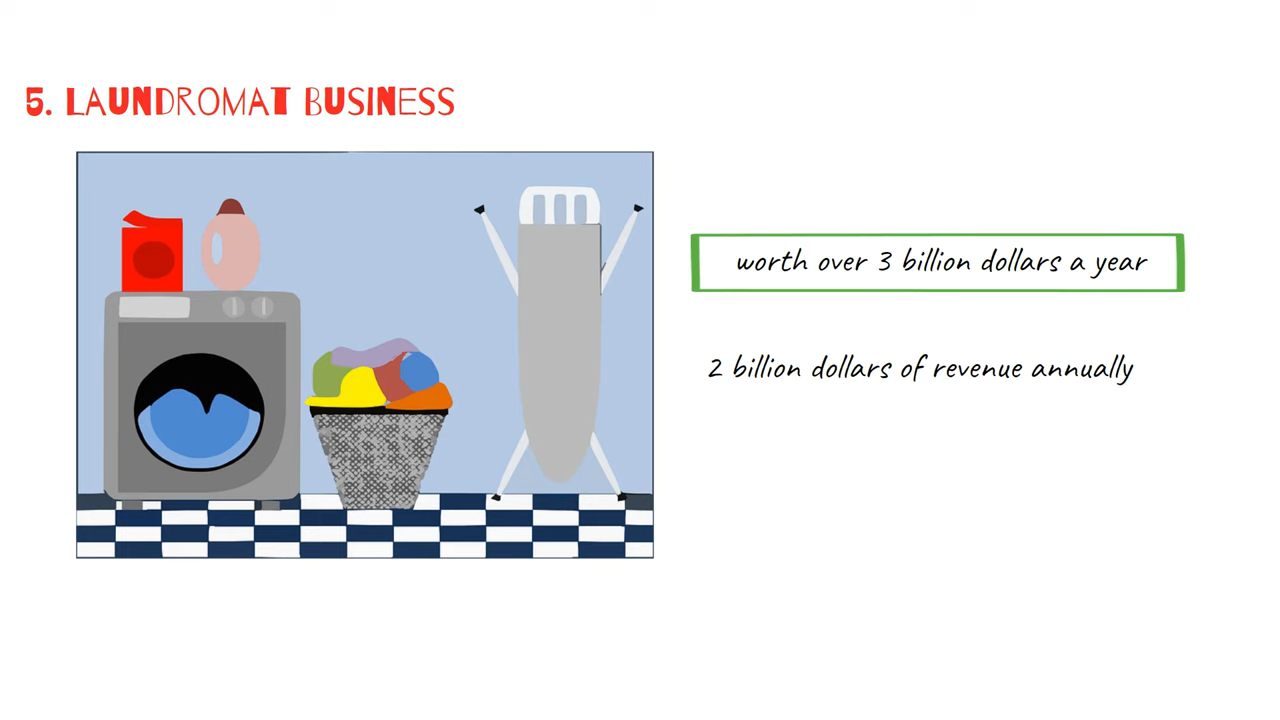 5. LAUNDROMAT BUSINESS
worth over 3 billion dollars a year
2 billion dollars of revenue annually